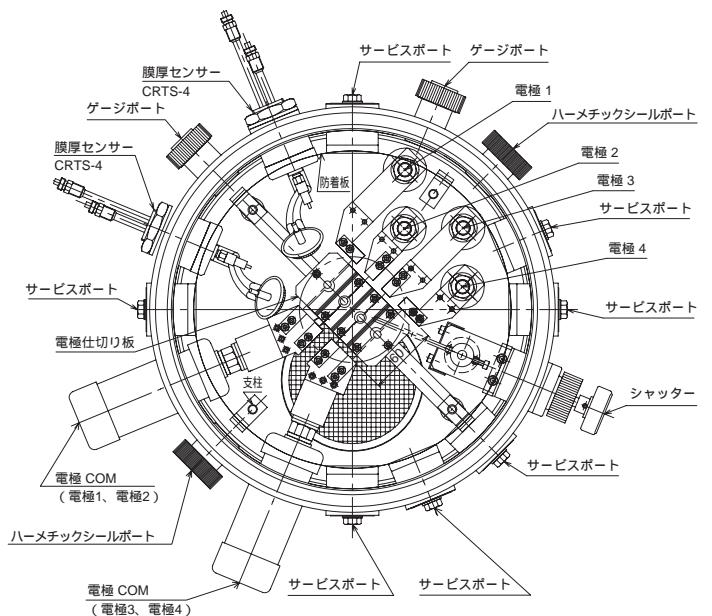 サービスポート
ゲージポート
膜厚センサー
CRTS-4
電極 1
ゲージポート
ハーメチックシールポート
電極 2
膜厚センサー
CRTS-4
防着板
電極 3
サービスポート
電極 4
サービスポート
サービスポート
電極仕切り板
60
支柱
シャッター
サービスポート
電極 COM
（電極1、電極2）
ハーメチックシールポート
サービスポート
サービスポート
電極 COM
（電極3、電極4）